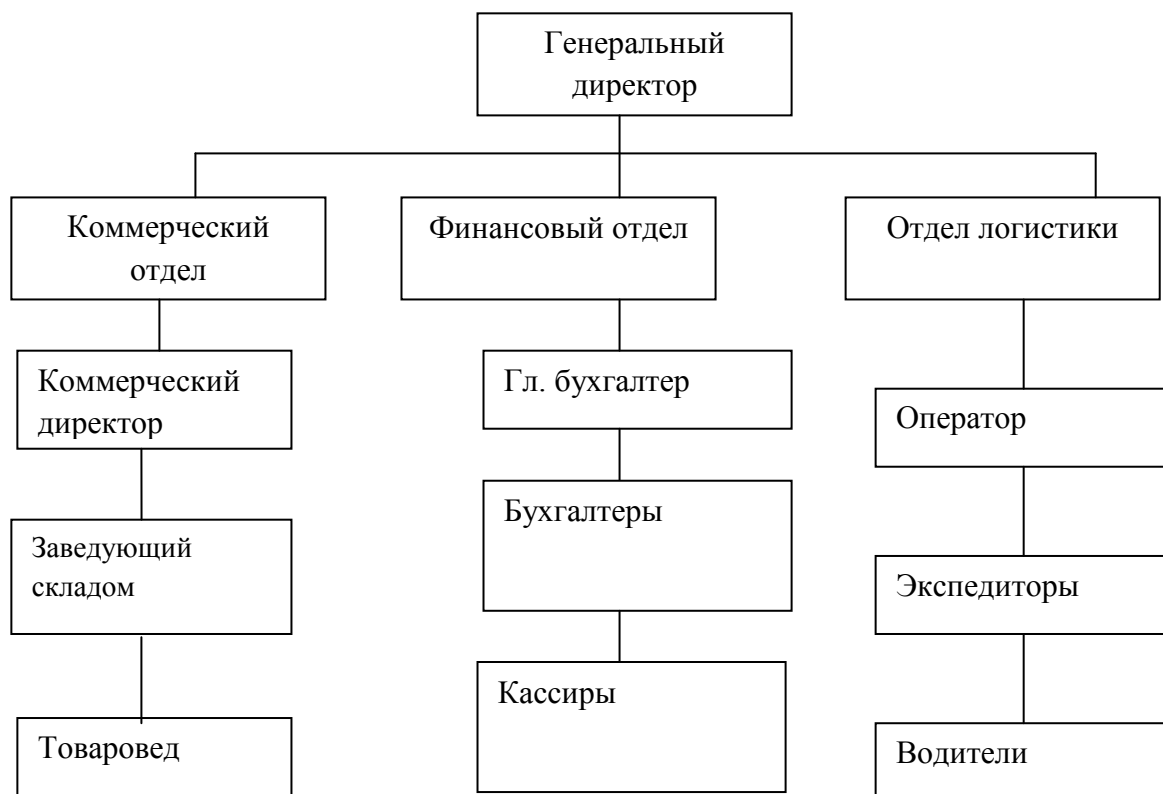 Генеральный
директор
Коммерческий
отдел
Финансовый отдел
Отдел логистики
Коммерческий
директор
Гл. бухгалтер
Оператор
Заведующий
складом
Бухгалтеры
Экспедиторы
Товаровед
Кассиры
Водители